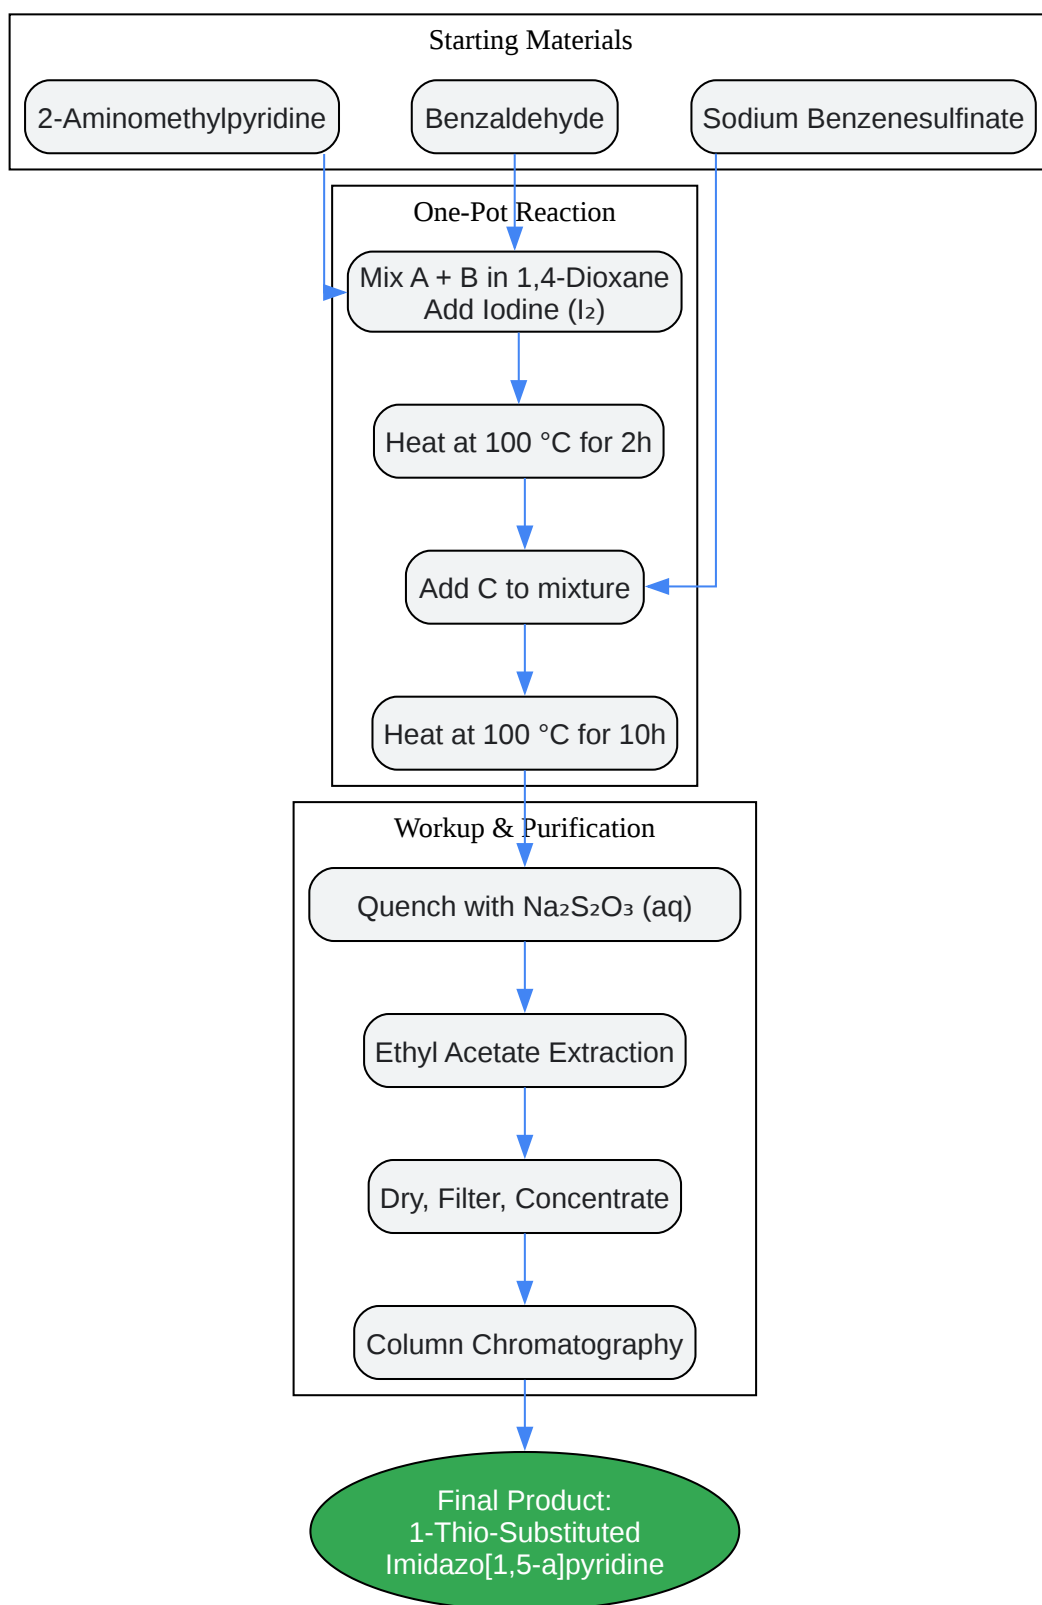 Starting Materials
2-Aminomethylpyridine
Benzaldehyde
Sodium Benzenesulfinate
One-Pot Reaction
Mix A + B in 1,4-Dioxane
Add Iodine (I₂)
Heat at 100 °C for 2h
Add C to mixture
Heat at 100 °C for 10h
Workup & Purification
Quench with Na₂S₂O₃ (aq)
Ethyl Acetate Extraction
Dry, Filter, Concentrate
Column Chromatography
Final Product:
1-Thio-Substituted
Imidazo[1,5-a]pyridine